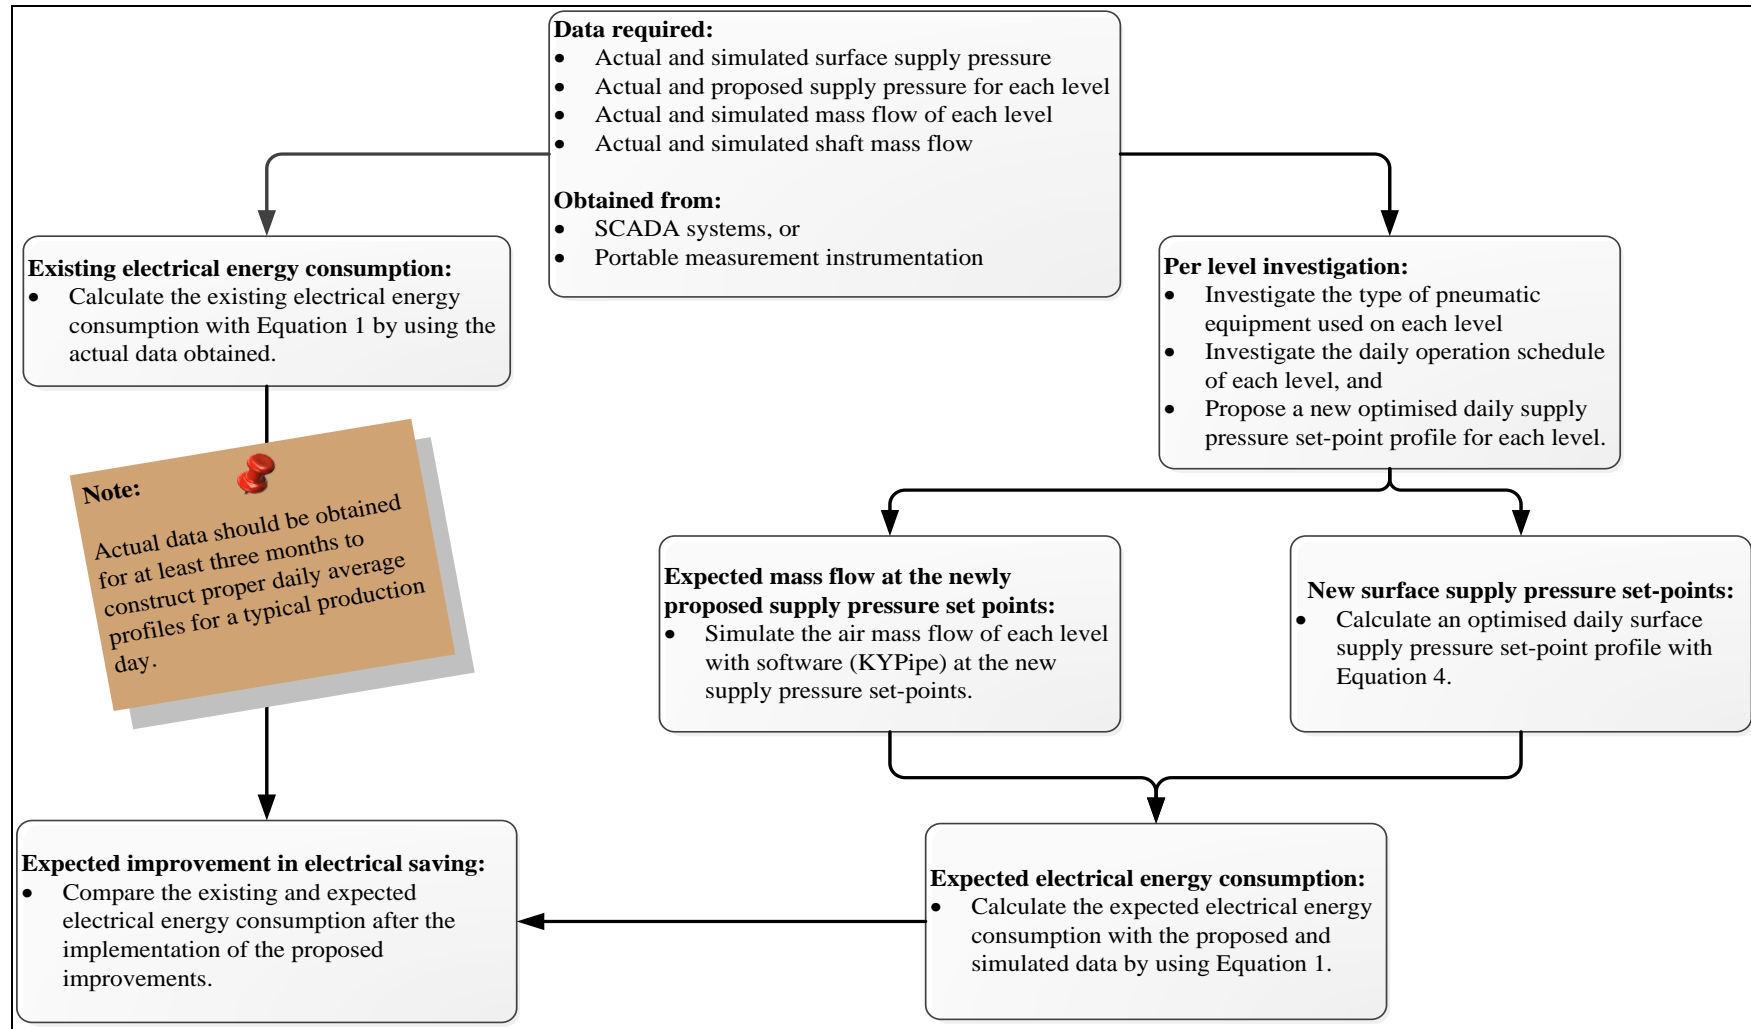 Data required:
• Actual and simulated surface supply pressure
• Actual and proposed supply pressure for each level
• Actual and simulated mass flow of each level
• Actual and simulated shaft mass flow
Obtained from:
• SCADA systems, or
• Portable measurement instrumentation
Existing electrical energy consumption:
• Calculate the existing electrical energy
consumption with Equation 1 by using the
actual data obtained.
Per level investigation:
• Investigate the type of pneumatic
equipment used on each level
• Investigate the daily operation schedule
of each level, and
• Propose a new optimised daily supply
pressure set-point profile for each level.
Note:
Actual data should be obtained
for at least three months to
construct proper daily average
profiles for a typical production
day.
Expected mass flow at the newly
proposed supply pressure set points:
• Simulate the air mass flow of each level
with software (KYPipe) at the new
supply pressure set-points.
New surface supply pressure set-points:
• Calculate an optimised daily surface
supply pressure set-point profile with
Equation 4.
Expected improvement in electrical saving:
• Compare the existing and expected
electrical energy consumption after the
implementation of the proposed
improvements.
Expected electrical energy consumption:
• Calculate the expected electrical energy
consumption with the proposed and
simulated data by using Equation 1.